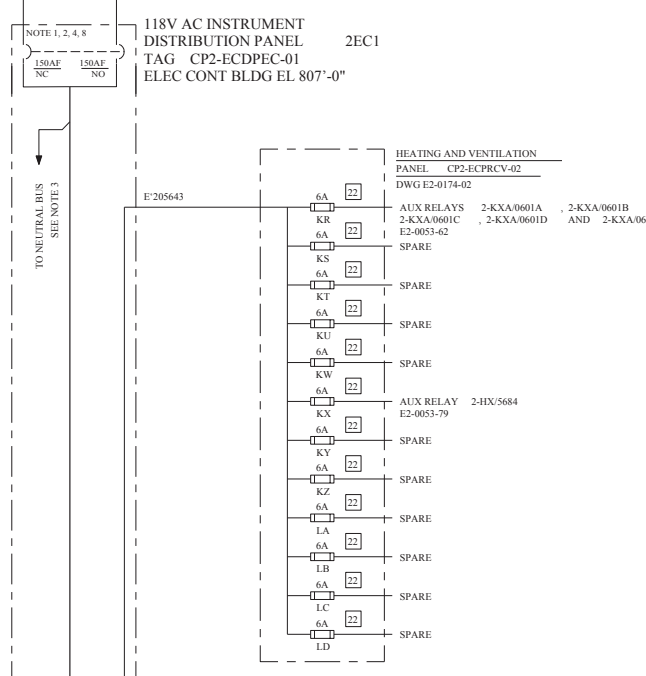 118V AC INSTRUMENT
DISTRIBUTION PANEL 2EC1
TAG CP2-ECDPEC-01
ELEC CONT BLDG EL 807'-0"
NOTE 1, 2, 4, 8
150AF 150AF
NC NO
TO NEUTRAL BUS
SEE NOTE 3
E'205643
HEATING AND VENTILATION
PANEL CP2-ECPRCV-02
DWG E2-0174-02
6A 22
KR
AUX RELAYS 2-KXA/0601A , 2-KXA/0601B
2-KXA/0601C , 2-KXA/0601D AND 2-KXA/06
E2-0053-62
6A 22
KS
SPARE
6A 22
KT
SPARE
6A 22
KU
SPARE
6A 22
KW
SPARE
6A 22
KX
AUX RELAY 2-HX/5684
E2-0053-79
6A 22
KY
SPARE
6A 22
KZ
SPARE
6A 22
LA
SPARE
6A 22
LB
SPARE
6A 22
LC
SPARE
6A 22
LD
SPARE